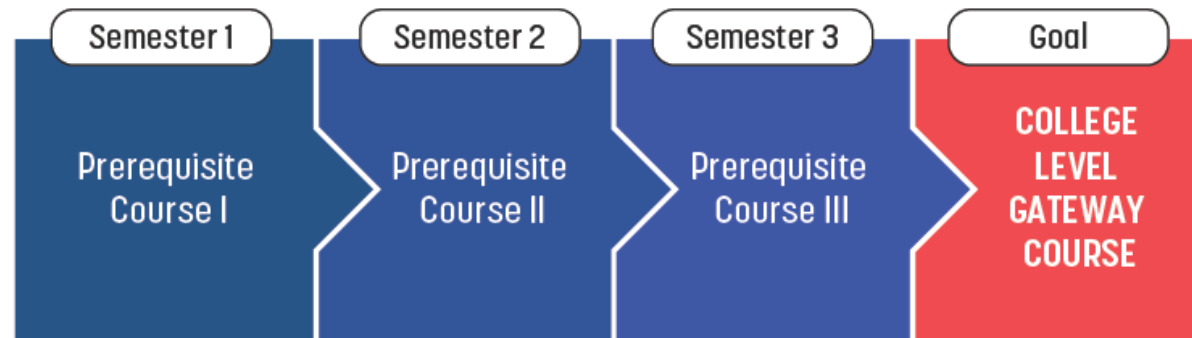 Semester 1
Semester 2
Semester 3
Goal
Prerequisite
Course I
Prerequisite
Course II
Prerequisite
Course III
COLLEGE
LEVEL
GATEWAY
COURSE